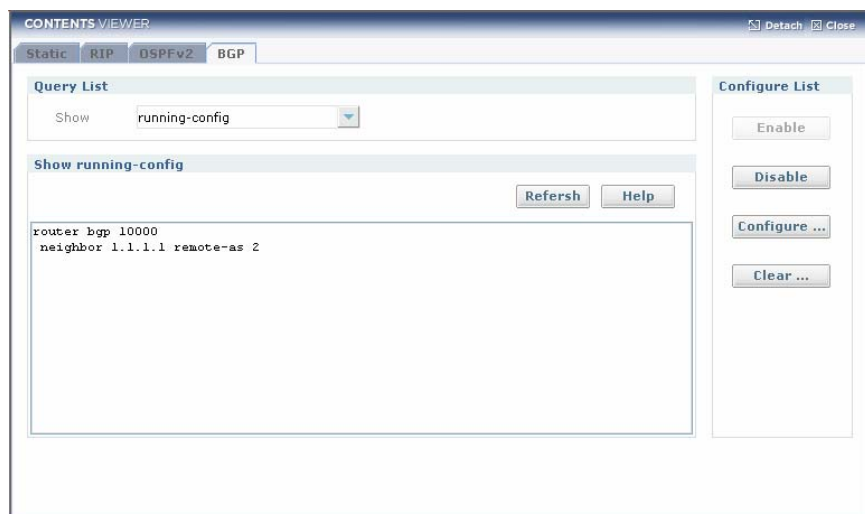 CONTENTS VIEWER
Detach Close
Static RIP OSPFv2 BGP
Query List
Show running-config
Show running-config
Refersh Help
router bgp 10000
neighbor 1.1.1.1 remote-as 2
Configure List
Enable
Disable
Configure ...
Clear ...